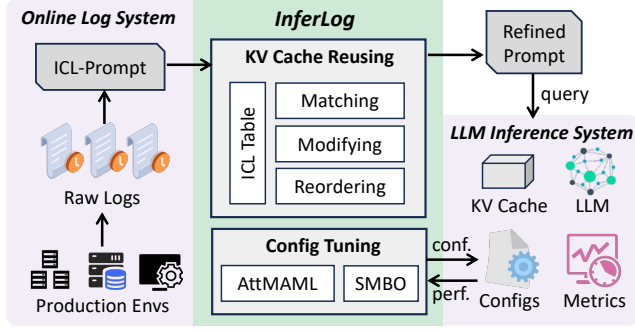 Online Log System
ICL-Prompt
Raw Logs
Production Envs
InferLog
KV Cache Reusing
ICL Table
Matching
Modifying
Reordering
Config Tuning
AttMAML
SMBO
conf.
perf.
Refined
Prompt
query
LLM Inference System
KV Cache
LLM
Configs
Metrics